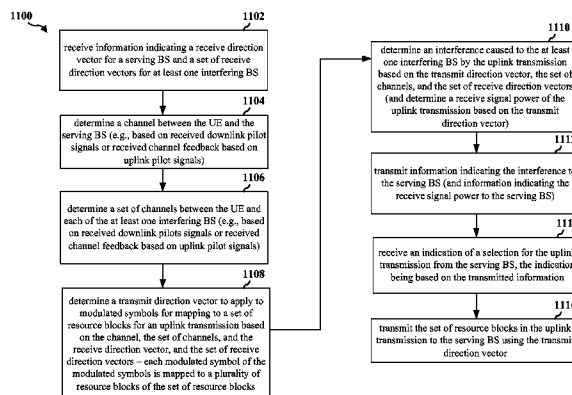 1100
1102
receive information indicating a receive direction
vector for a serving BS and a set of
receive direction vectors for at least one
interfering BS
1104
determine a channel between the UE and the
serving BS (e.g., based on received downlink pilot
signals or received channel feedback based on
uplink pilot signals)
1106
determine a set of channels between the UE and
each of the at least one interfering BS (e.g., based
on received downlink pilots signals or received
channel feedback based on uplink pilot signals)
1108
determine a transmit direction vector to apply to
modulated symbols for mapping to a set of
resource blocks for an uplink transmission based
on the channel, the set of channels, and the
receive direction vector, and the set of receive
direction vectors – each modulated symbol of the
modulated symbols is mapped to a plurality of
resource blocks of the set of resource blocks
1110
determine an interference caused to the at least
one interfering BS by the uplink transmission
based on the transmit direction vector, the set of
channels, and the set of receive direction vectors
(and determine a receive signal power of the
uplink transmission based on the transmit
direction vector)
1112
transmit information indicating the interference to
the serving BS (and information indicating the
receive signal power to the serving BS)
111
receive an indication of a selection for the uplink
transmission from the serving BS, the indication
being based on the transmitted information
111
transmit the set of resource blocks in the uplink
transmission to the serving BS using the transmit
direction vector